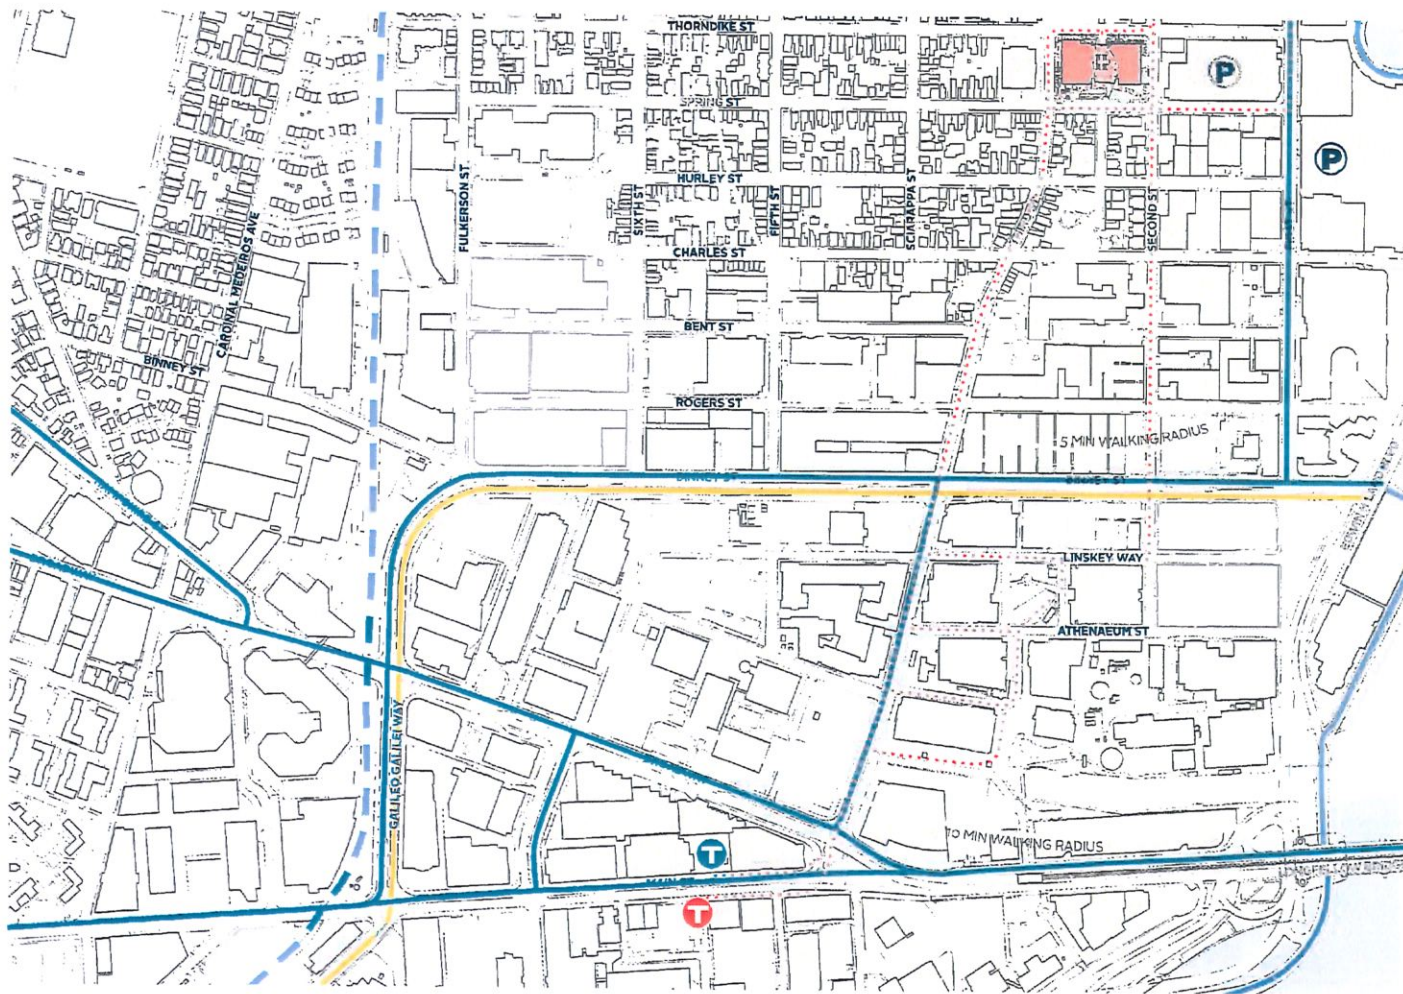 THORNDIKE ST
P
SPRING ST
P
HURLEY ST
FULKERSON ST
SIXTH ST
FIFTH ST
SCIARAPPA ST
SECOND ST
CARDINAL MEDEIROS AVE
CHARLES ST
BENT ST
BINNEY ST
ROGERS ST
5 MIN WALKING RADIUS
BINNEY ST
BINNEY ST
LINSKEY WAY
ATHENAEUM ST
GALILEO GALILEI WAY
10 MIN WALKING RADIUS
T
T